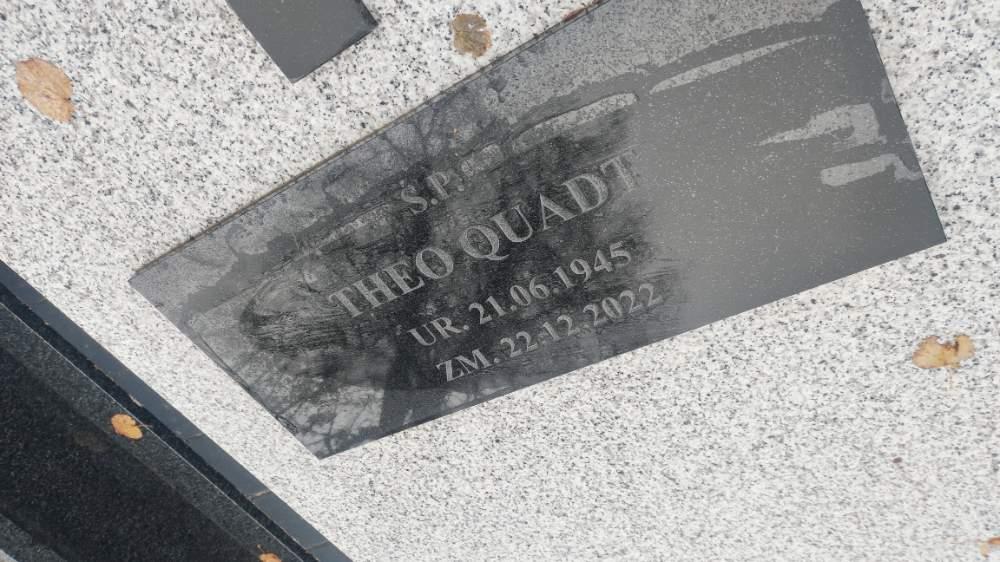 Ś.P.
THEO QUADT
UR. 21.06.1945
ZM. 22.12.2022